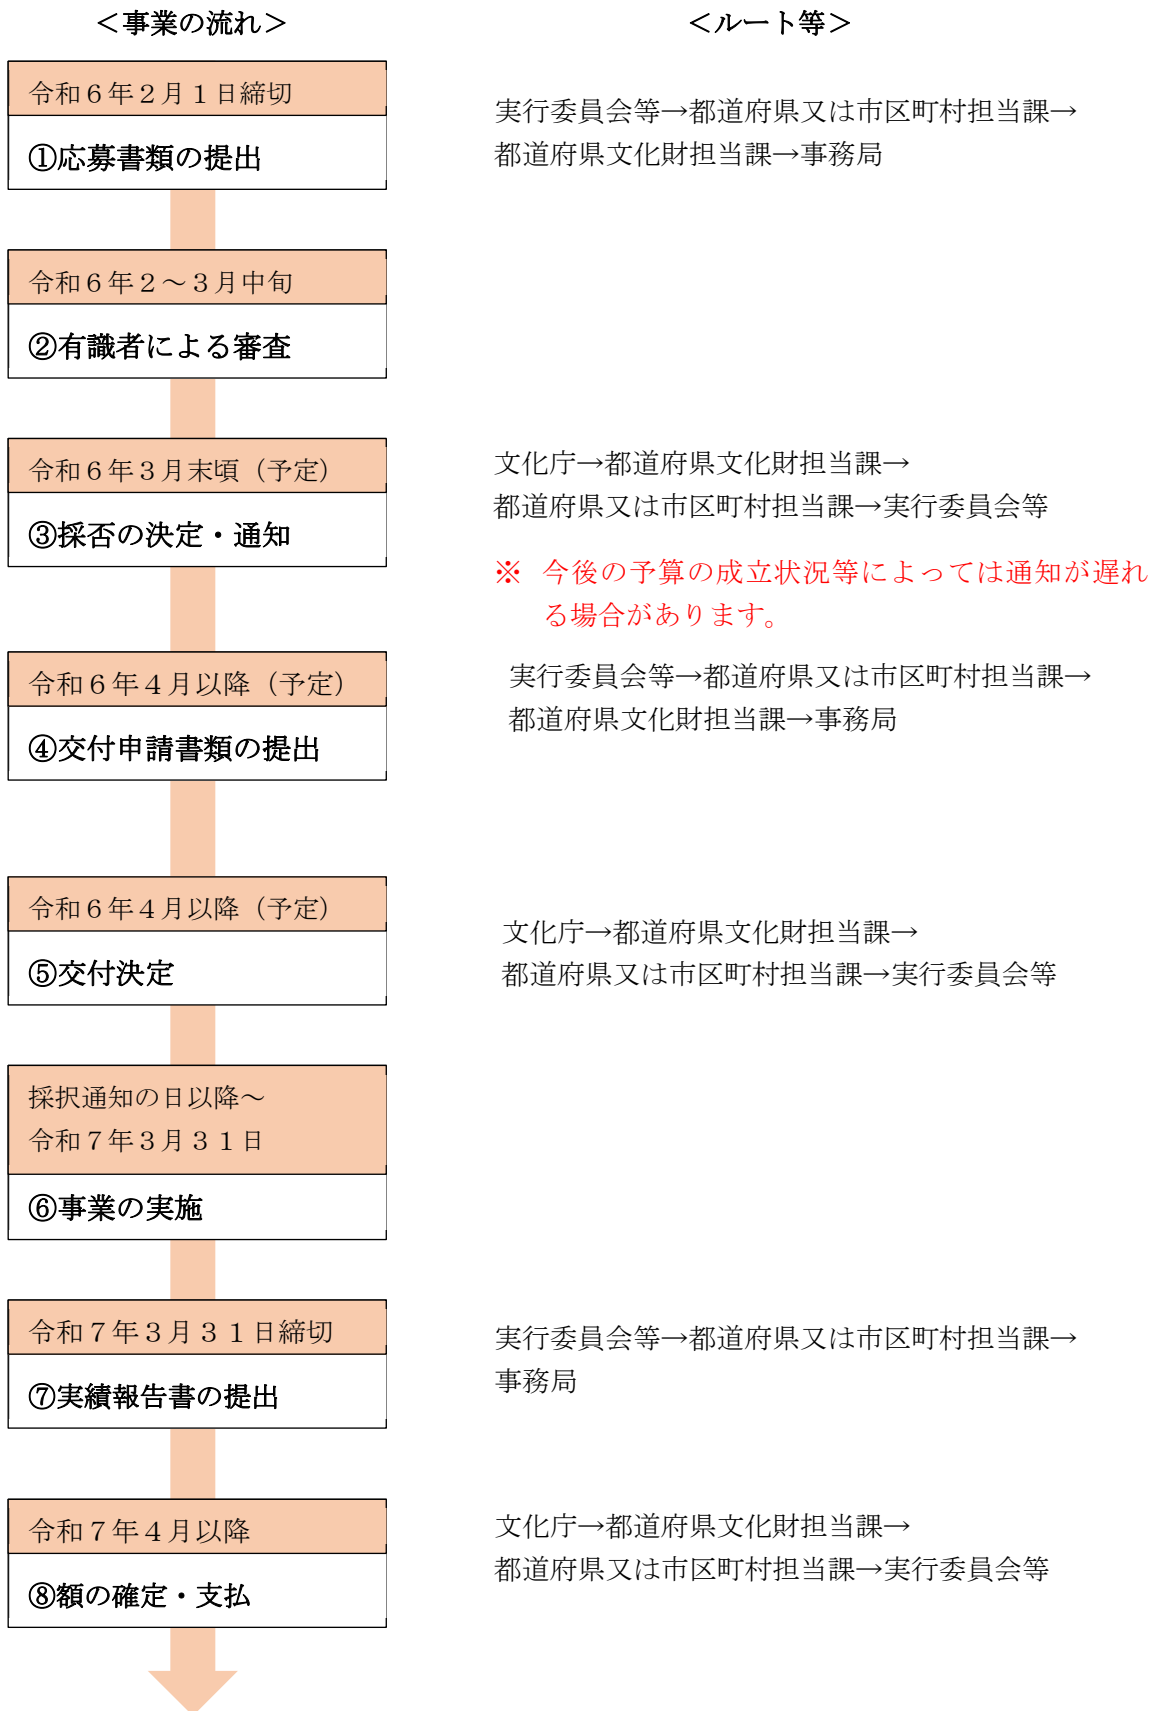 ＜事業の流れ＞
＜ルート等＞
令和６年２月１日締切
①応募書類の提出
実行委員会等→都道府県又は市区町村担当課→
都道府県文化財担当課→事務局
令和６年２～３月中旬
②有識者による審査
令和６年３月末頃（予定）
③採否の決定・通知
文化庁→都道府県文化財担当課→
都道府県又は市区町村担当課→実行委員会等
※ 今後の予算の成立状況等によっては通知が遅れ
る場合があります。
令和６年４月以降（予定）
④交付申請書類の提出
実行委員会等→都道府県又は市区町村担当課→
都道府県文化財担当課→事務局
令和６年４月以降（予定）
⑤交付決定
文化庁→都道府県文化財担当課→
都道府県又は市区町村担当課→実行委員会等
採択通知の日以降～
令和７年３月３１日
⑥事業の実施
令和７年３月３１日締切
⑦実績報告書の提出
実行委員会等→都道府県又は市区町村担当課→
事務局
令和７年４月以降
⑧額の確定・支払
文化庁→都道府県文化財担当課→
都道府県又は市区町村担当課→実行委員会等